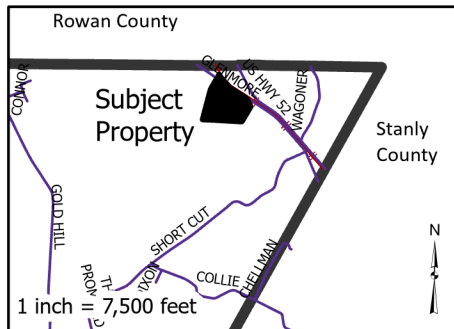 Rowan County
GLENMORE
US HWY 52
WAGONER
CONNOR
Subject
Property
Stanly
County
GOLD HILL
SHORT CUT
CHELLMAN
COLLIE
N
1 inch = 7,500 feet